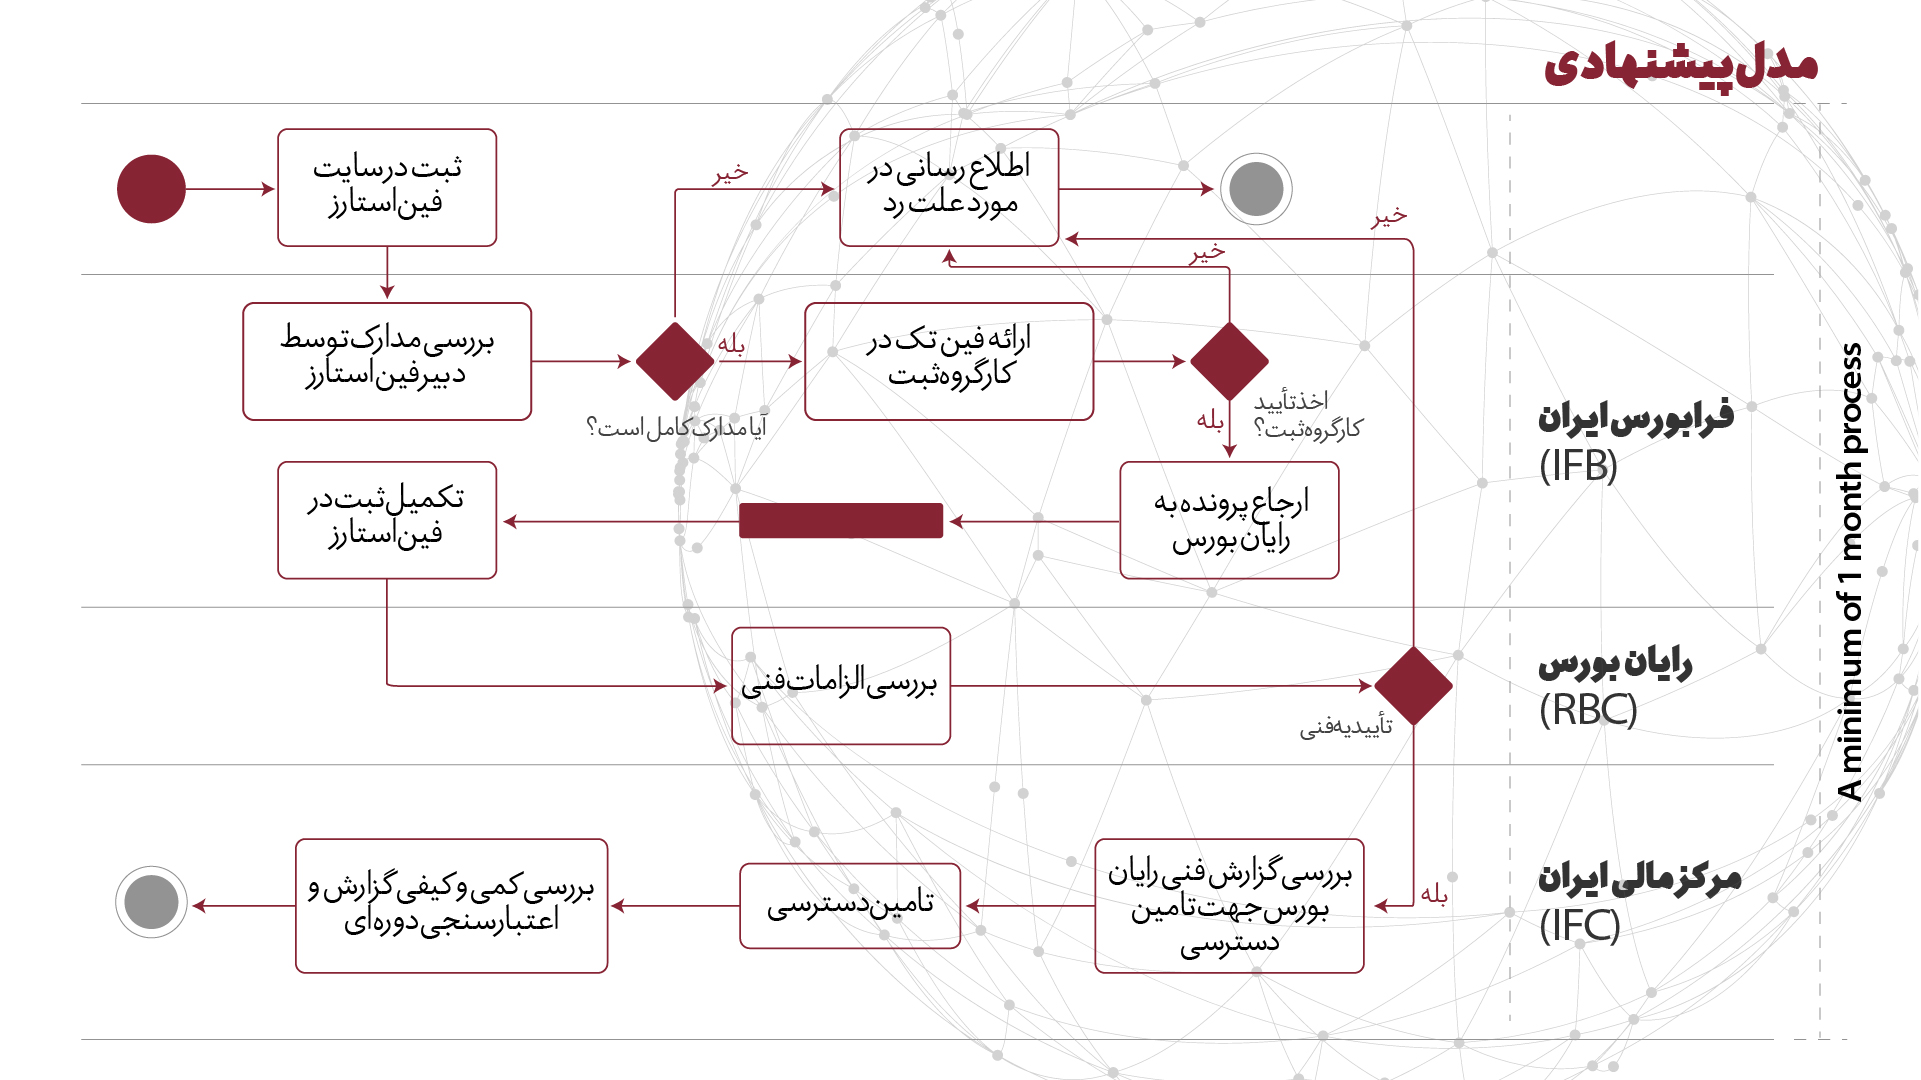 مدل پیشنهادی
ثبت در سایت
فین استارز
خیر
اطلاع رسانی در
مورد علت رد
خیر
خیر
بررسی مدارک توسط
دبیر فین استارز
بله
آیا مدارک کامل است؟
ارائه فین تک در
کارگروه ثبت
اخذ تأیید
کارگروه ثبت؟
بله
ارجاع پرونده به
رایان بورس
تکمیل ثبت در
فین استارز
فرابورس ایران
(IFB)
بررسی الزامات فنی
تأییدیه فنی
رایان بورس
(RBC)
بله
بررسی گزارش فنی رایان
بورس جهت تامین
دسترسی
تامین دسترسی
بررسی کمی و کیفی گزارش و
اعتبارسنجی دوره ای
مرکز مالی ایران
(IFC)
A minimum of 1 month process